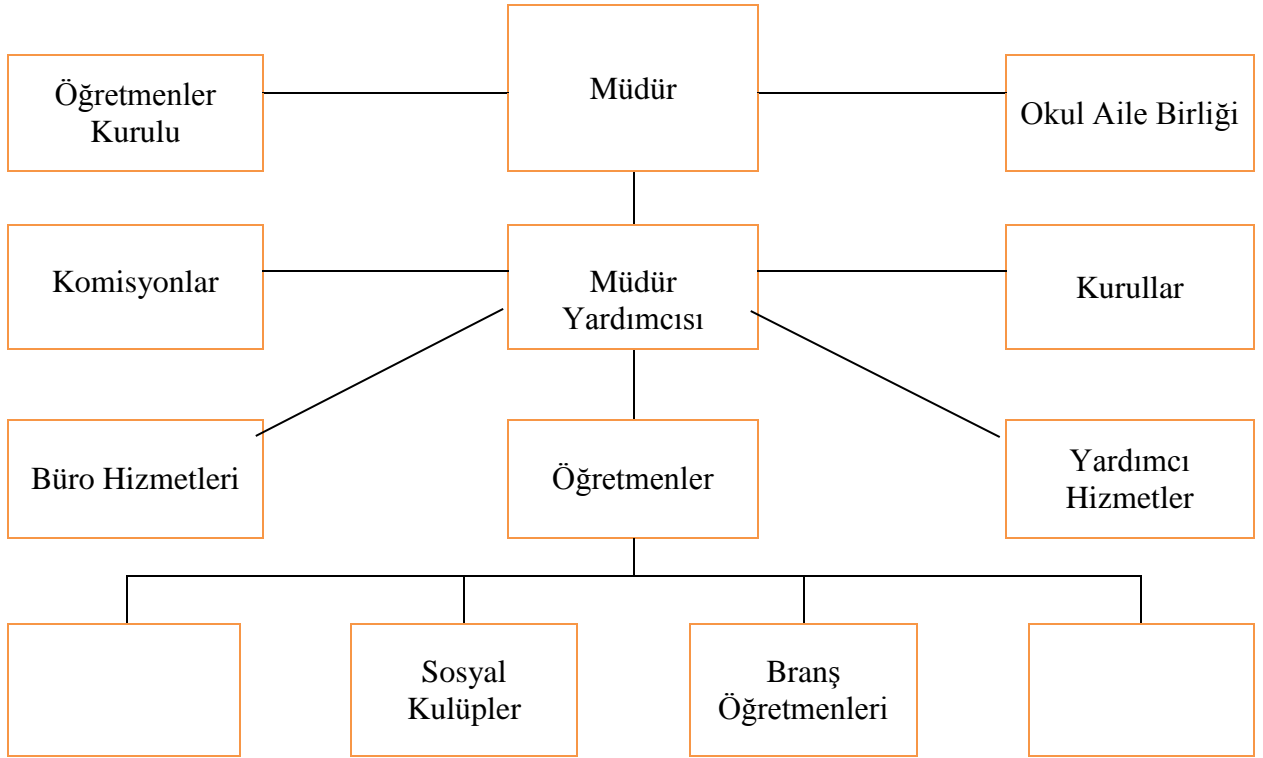 Öğretmenler
Kurulu
Müdür
Okul Aile Birliği
Komisyonlar
Müdür
Yardımcısı
Kurullar
Büro Hizmetleri
Öğretmenler
Yardımcı
Hizmetler
Sosyal
Kulüpler
Branş
Öğretmenleri